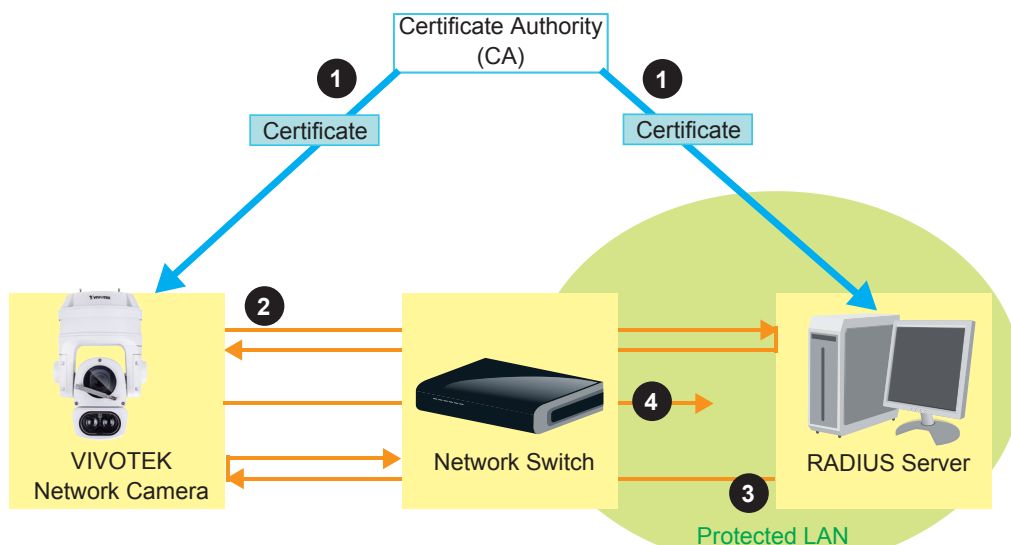 Certificate Authority
(CA)
1
1
Certificate
Certificate
2
VIVOTEK
4
3
VIVOTEK
Network Camera
Network Switch
RADIUS Server
Protected LAN